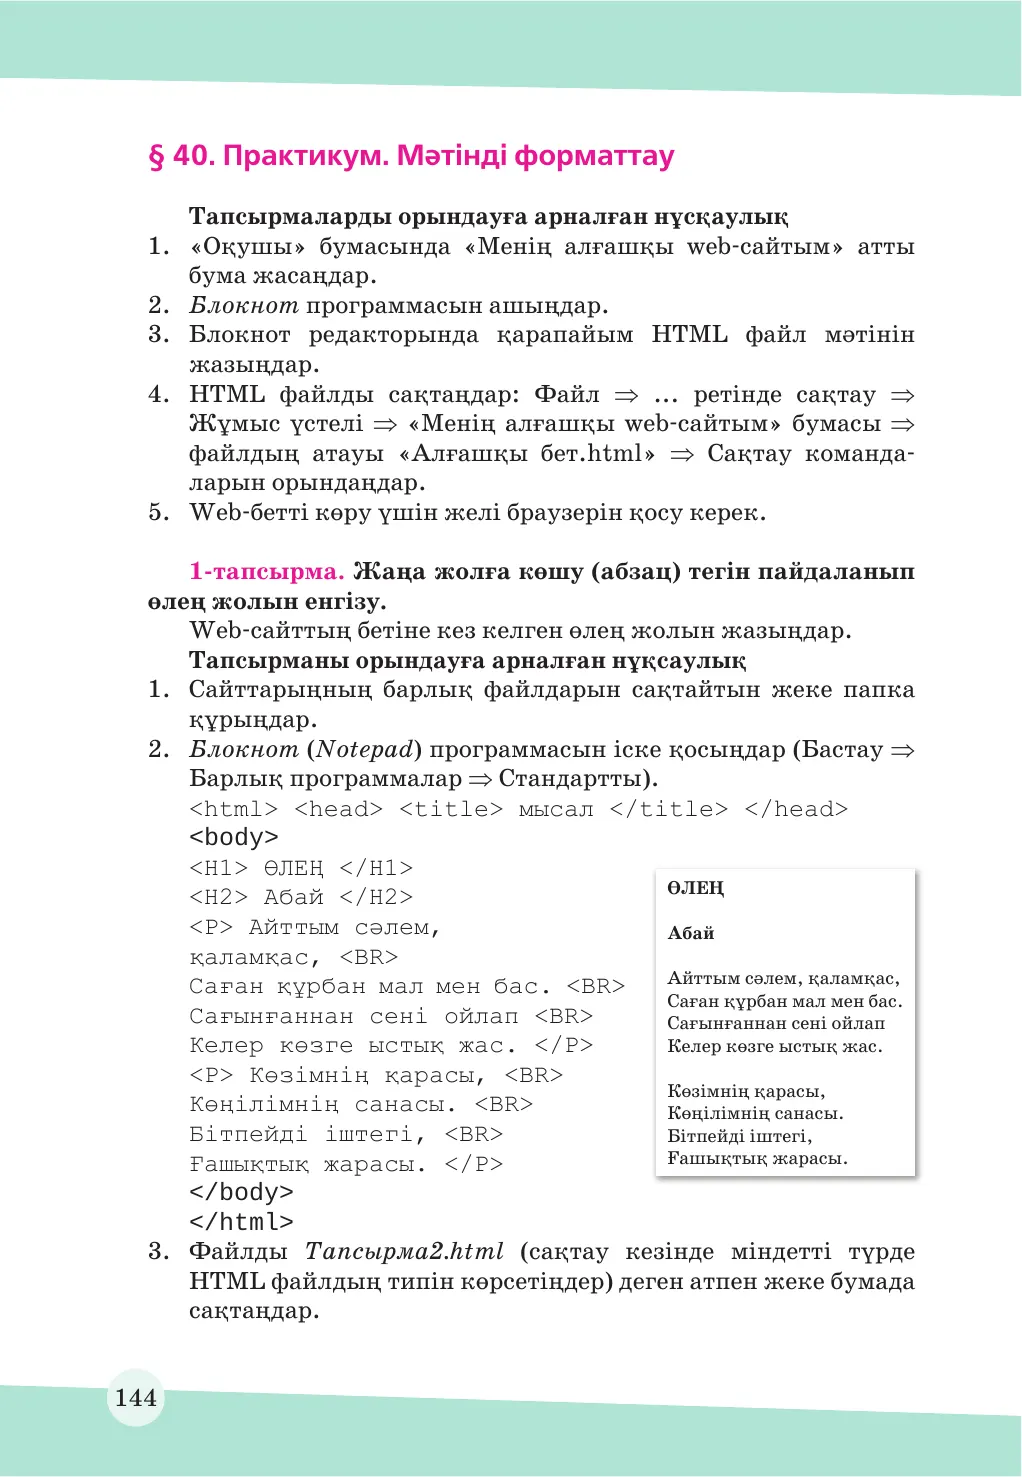 § 40. Практикум. Мәтінді форматтау
Тапсырмаларды орындауға арналған нұсқаулық
1. «Оқушы» бумасында «Менің алғашқы web-сайтым» атты
бума жасаңдар.
2. Блокнот программасын ашыңдар.
3. Блокнот редакторында қарапайым HTML файл мәтінін
жазыңдар.
4. HTML файлды сақтаңдар: Файл ⇒ ... ретінде сақтау ⇒
Жұмыс үстелі ⇒ «Менің алғашқы web-сайтым» бумасы ⇒
файлдың атауы «Алғашқы бет.html» ⇒ Сақтау команда-
ларын орындаңдар.
5. Web-бетті көру үшін желі браузерін қосу керек.
1-тапсырма. Жаңа жолға көшу (абзац) тегін пайдаланып
өлең жолын енгізу.
Web-сайттың бетіне кез келген өлең жолын жазыңдар.
Тапсырманы орындауға арналған нұқсаулық
1. Сайттарыңның барлық файлдарын сақтайтын жеке папка
құрыңдар.
2. Блокнот (Notepad) программасын іске қосыңдар (Бастау ⇒
Барлық программалар ⇒ Стандартты).
<html> <head> <title> мысал </title> </head>
<body>
<H1> ӨЛЕҢ </H1>
<H2> Абай </H2>
<P> Айттым сәлем,
қаламқас, <BR>
Саған құрбан мал мен бас. <BR>
Сағынғаннан сені ойлап <BR>
Келер көзге ыстық жас. </P>
<P> Көзімнің қарасы, <BR>
Көңілімнің санасы. <BR>
Бітпейді іштегі, <BR>
Ғашықтық жарасы. </P>
</body>
</html>
ӨЛЕҢ
Абай
Айттым сәлем, қаламқас,
Саған құрбан мал мен бас.
Сағынғаннан сені ойлап
Келер көзге ыстық жас.
Көзімнің қарасы,
Көңілімнің санасы.
Бітпейді іштегі,
Ғашықтық жарасы.
3. Файлды Тапсырма2.html (сақтау кезінде міндетті түрде
HTML файлдың типін көрсетіңдер) деген атпен жеке бумада
сақтаңдар.
144